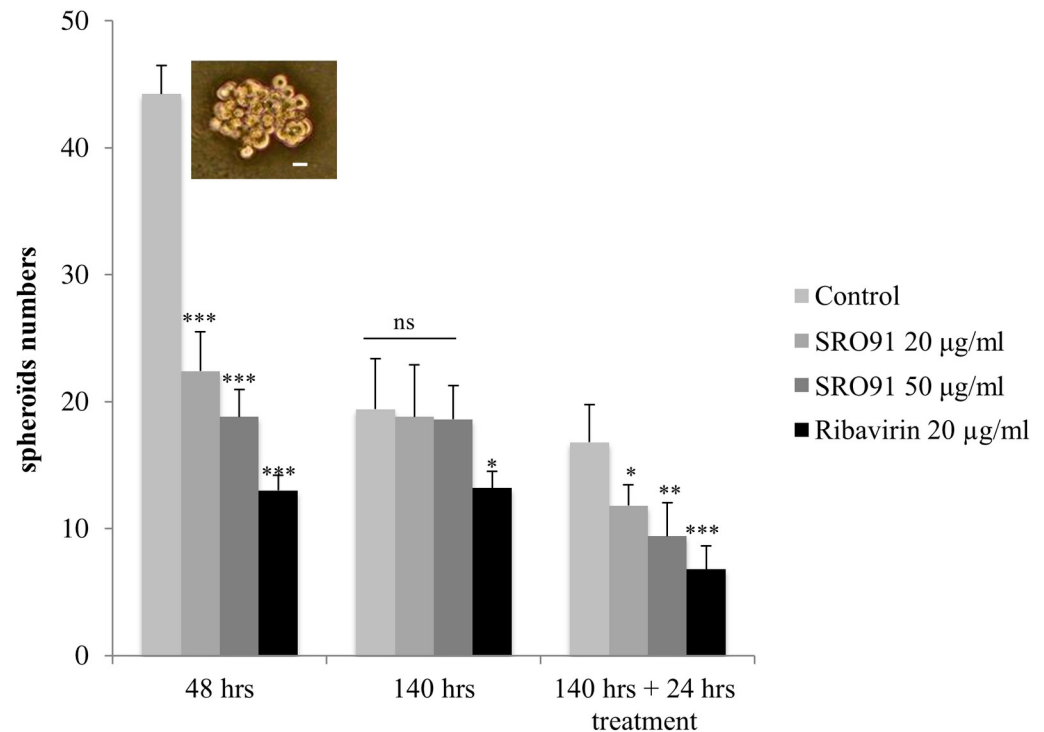 50
40
30
20
10
0
spheroïds numbers
***
***
***
ns
*
*
**
***
48 hrs
140 hrs
140 hrs + 24 hrs
treatment
Control
SRO91 20 µg/ml
SRO91 50 µg/ml
Ribavirin 20 µg/ml